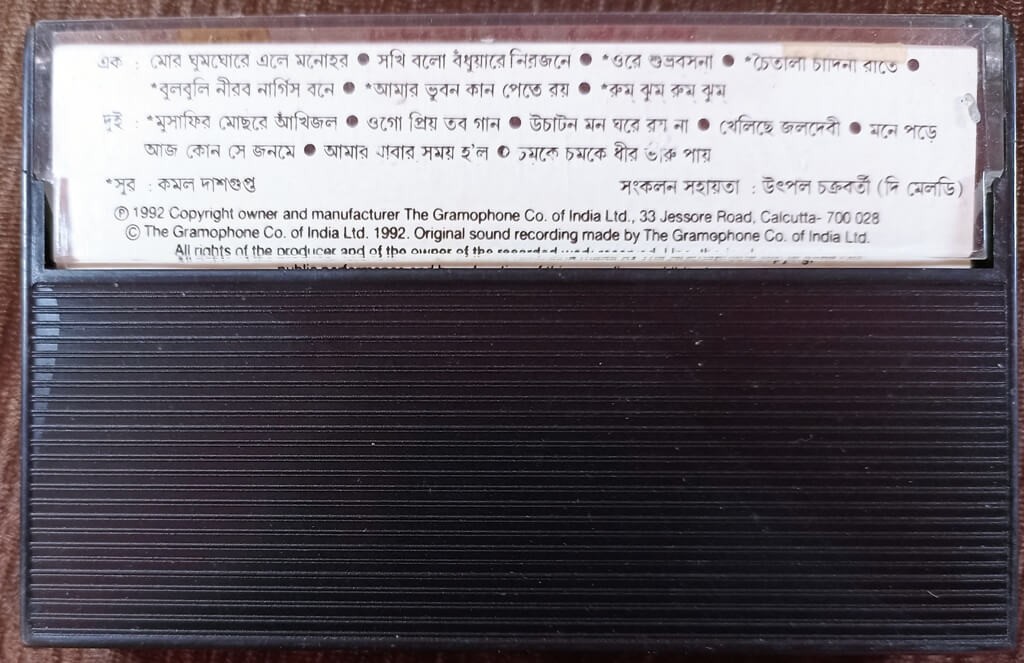 এক : মোর ঘুমঘোরে এলে মনোহর ● সখি বলো বঁধুয়ারে নিরজনে ● *ওরে শুভ্রবসনা ● *চৈতালী চাদিনী রাতে ●
*বুলবুলি নীরব নার্গিস বনে ● *আমার ভুবন কান পেতে রয় ● *রুম্ ঝুম্ রুম্ ঝুম্
দুই : *মুসাফির মোছরে আঁখিজল ● ওগো প্রিয় তব গান ● উচাটন মন ঘরে রয় না ● খেলিছে জলদেবী ● মনে পড়ে
আজ কোন সে জনমে ● আমার যাবার সময় হ'ল ● চমকে চমকে ধীর ভীরু পায়
*সুর : কমল দাশগুপ্ত সংকলন সহায়তা : উৎপল চক্রবর্তী (দি মেলডি)
Ⓟ 1992 Copyright owner and manufacturer The Gramophone Co. of India Ltd., 33 Jessore Road, Calcutta- 700 028
© The Gramophone Co. of India Ltd. 1992. Original sound recording made by The Gramophone Co. of India Ltd.
All rights of the producer and of the owner of the recorded work reserved.